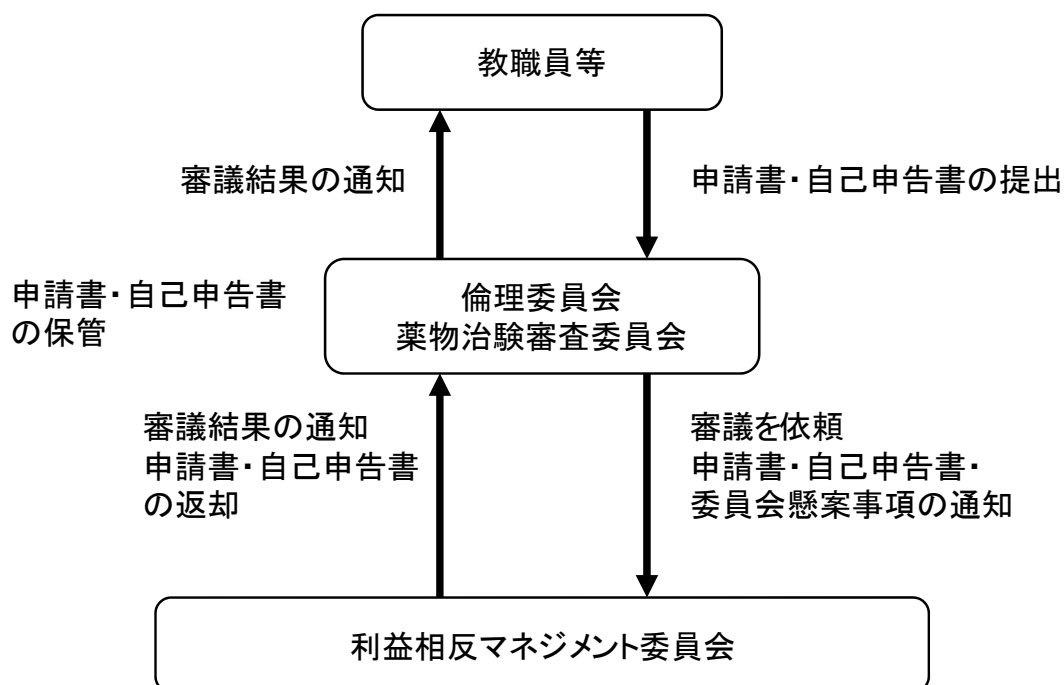 教職員等
審議結果の通知
申請書・自己申告書の提出
申請書・自己申告書
の保管
倫理委員会
薬物治験審査委員会
審議結果の通知
申請書・自己申告書
の返却
審議を依頼
申請書・自己申告書・
委員会懸案事項の通知
利益相反マネジメント委員会